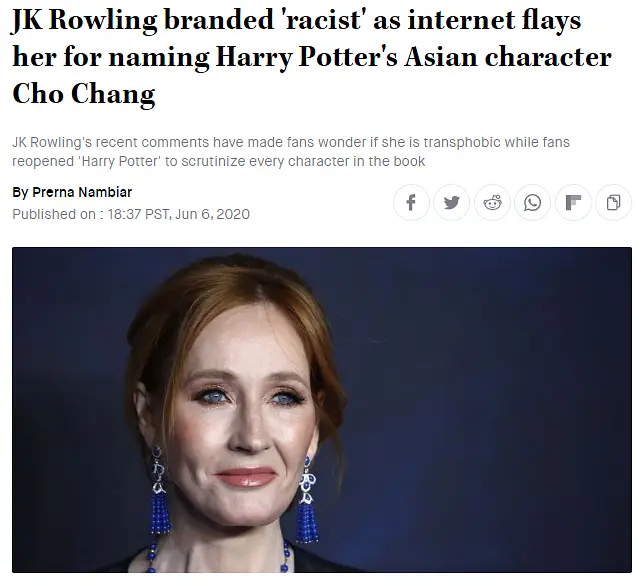 JK Rowling branded 'racist' as internet flays
her for naming Harry Potter's Asian character
Cho Chang
JK Rowling's recent comments have made fans wonder if she is transphobic while fans
reopened 'Harry Potter' to scrutinize every character in the book
By Prerna Nambiar
Published on : 18:37 PST, Jun 6, 2020